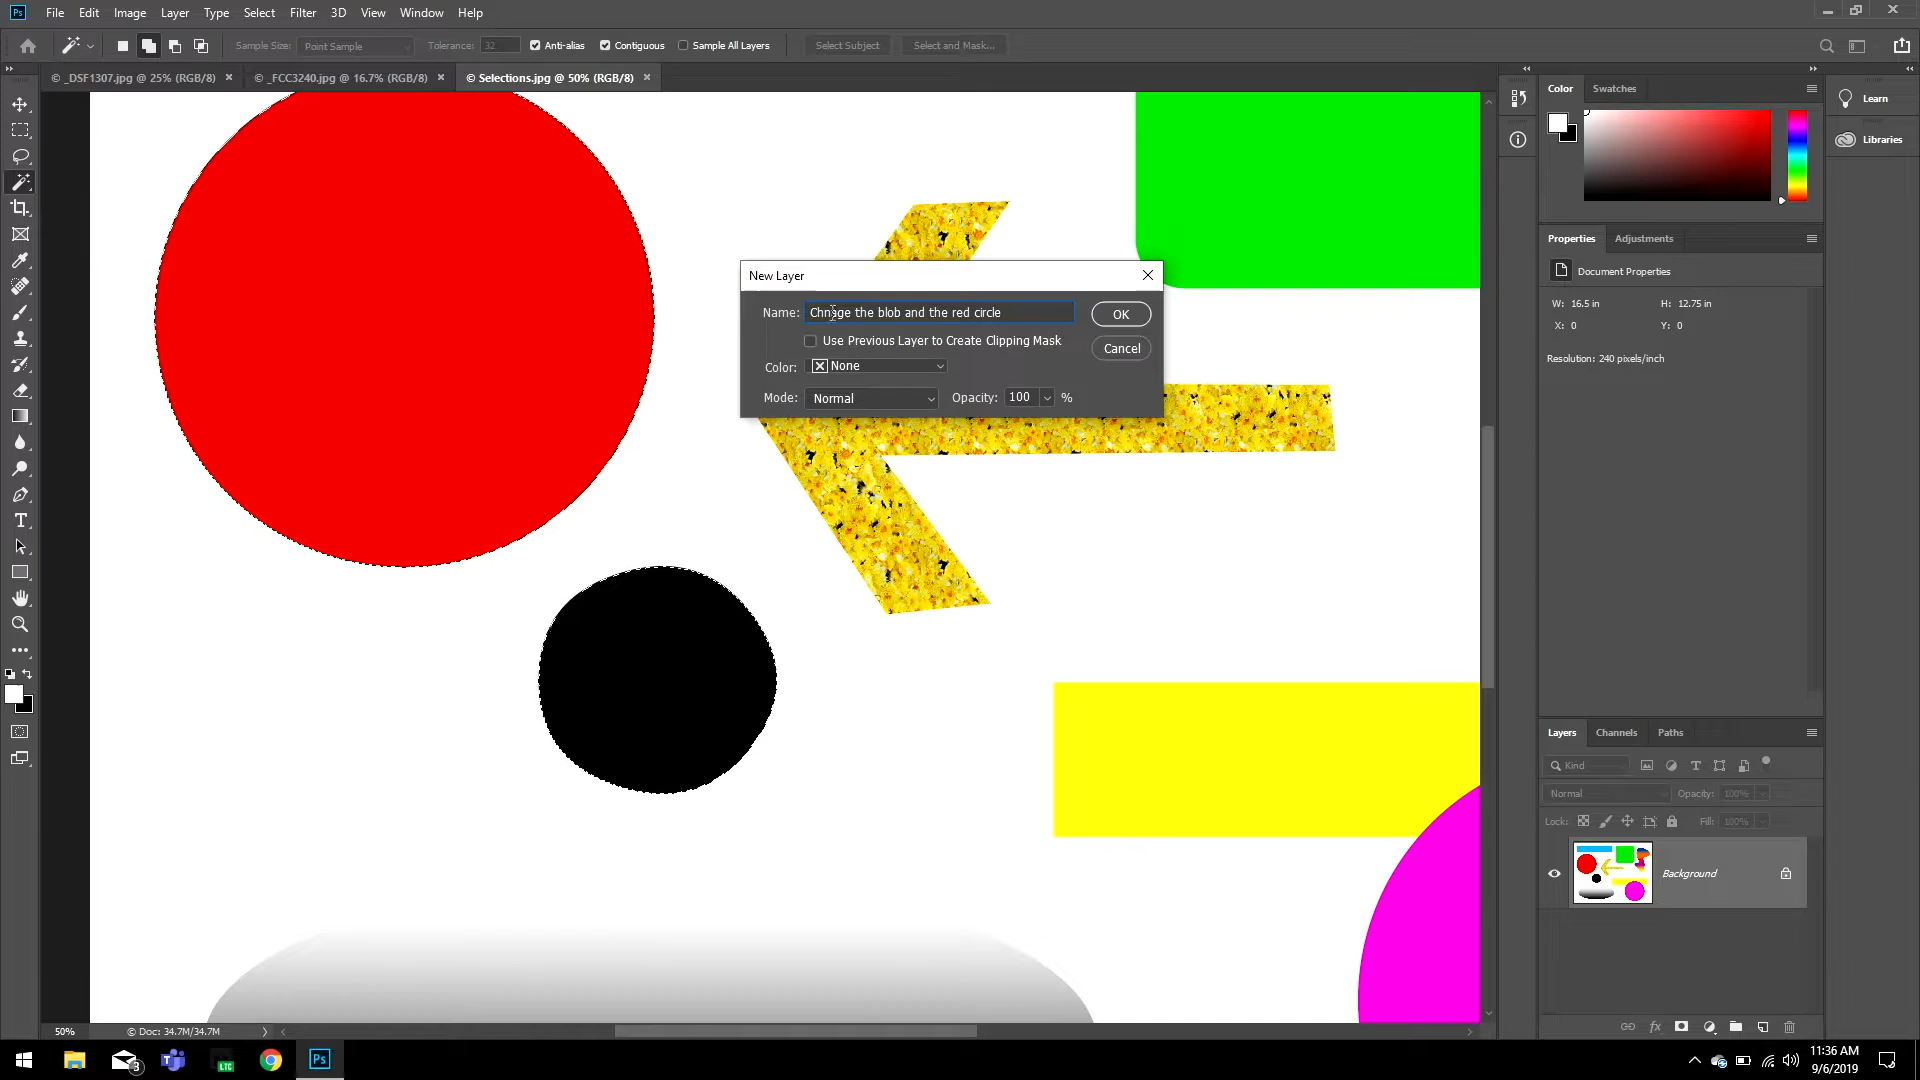 Ps File Edit Image Layer Type Select Filter 3D View Window Help
Sample Size: Point Sample Tolerance: 32 Anti-alias Contiguous Sample All Layers Select Subject Select and Mask...
© _DSF1307.jpg @ 25% (RGB/8) × © _FCC3240.jpg @ 16.7% (RGB/8) × © Selections.jpg @ 50% (RGB/8) ×
Color Swatches
Learn
Libraries
Properties Adjustments
Document Properties
W: 16.5 in H: 12.75 in
X: 0 Y: 0
Resolution: 240 pixels/inch
New Layer
Name: Chnage the blob and the red circle
OK
Use Previous Layer to Create Clipping Mask
Cancel
Color: None
Mode: Normal Opacity: 100 %
Layers Channels Paths
Kind
Normal Opacity: 100%
Lock: Fill: 100%
Background
50% © Doc: 34.7M/34.7M
3 LTC Ps
11:36 AM
9/6/2019